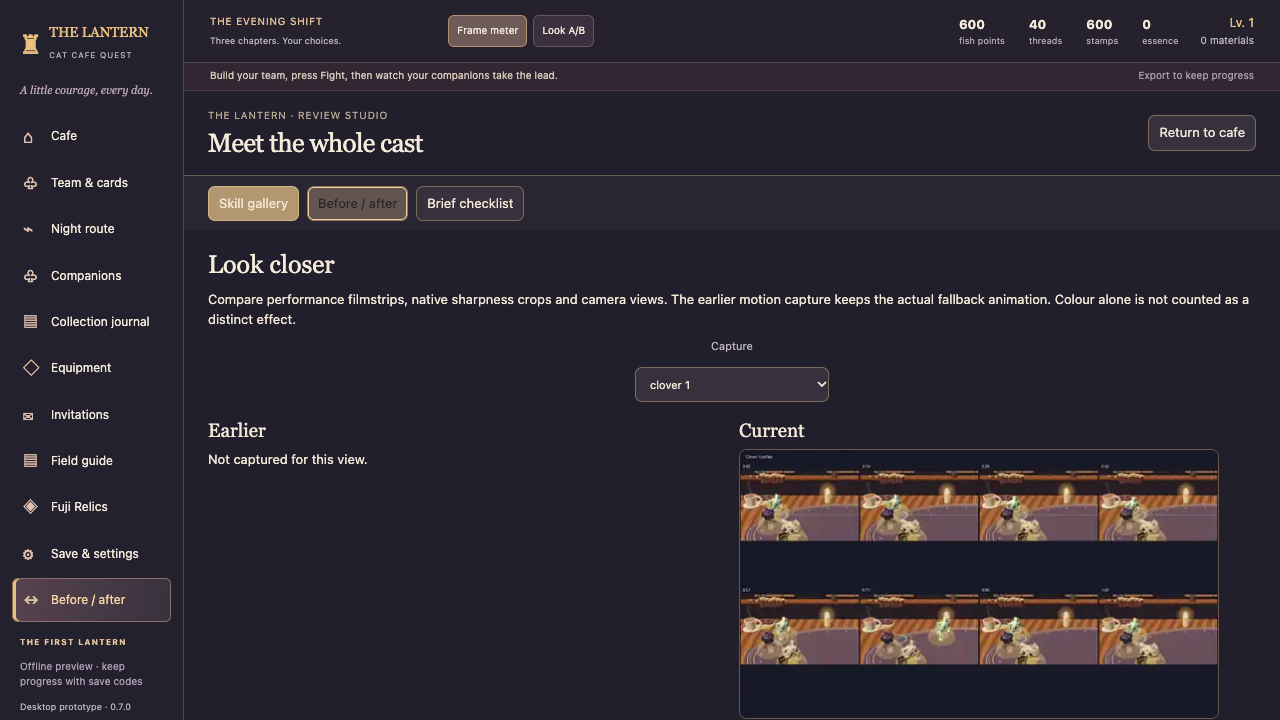 THE LANTERN
CAT CAFE QUEST
A little courage, every day.
Cafe
Team & cards
Night route
Companions
Collection journal
Equipment
Invitations
Field guide
Fuji Relics
Save & settings
Before / after
THE FIRST LANTERN
Offline preview · keep
progress with save codes
Desktop prototype · 0.7.0
THE EVENING SHIFT
Three chapters. Your choices.
Frame meter
Look A/B
600
fish points
40
threads
600
stamps
0
essence
Lv. 1
0 materials
Build your team, press Fight, then watch your companions take the lead.
Export to keep progress
THE LANTERN · REVIEW STUDIO
Meet the whole cast
Return to cafe
Skill gallery
Before / after
Brief checklist
Look closer
Compare performance filmstrips, native sharpness crops and camera views. The earlier motion capture keeps the actual fallback animation. Colour alone is not counted as a
distinct effect.
Capture
clover 1
Earlier
Not captured for this view.
Current